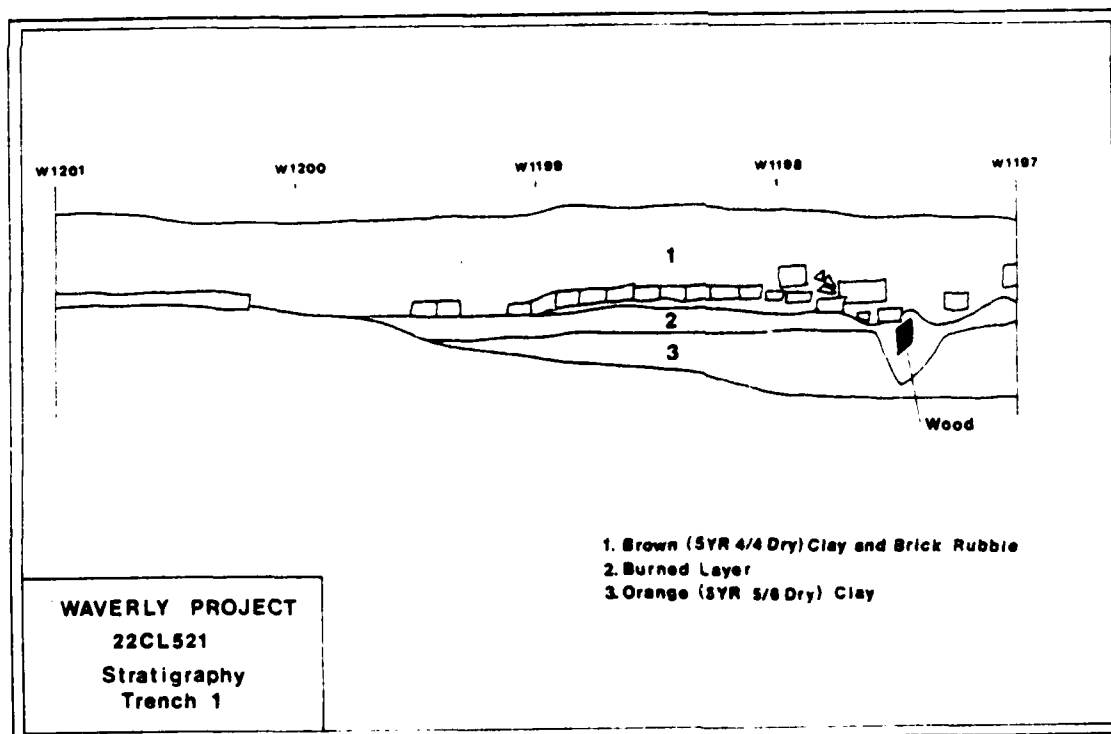 W1201 W1200 W1199 W1198 W1197
1
2
3
Wood
1. Brown (5YR 4/4 Dry) Clay and Brick Rubble
2. Burned Layer
3. Orange (5YR 5/6 Dry) Clay
WAVERLY PROJECT
22CL521
Stratigraphy
Trench 1